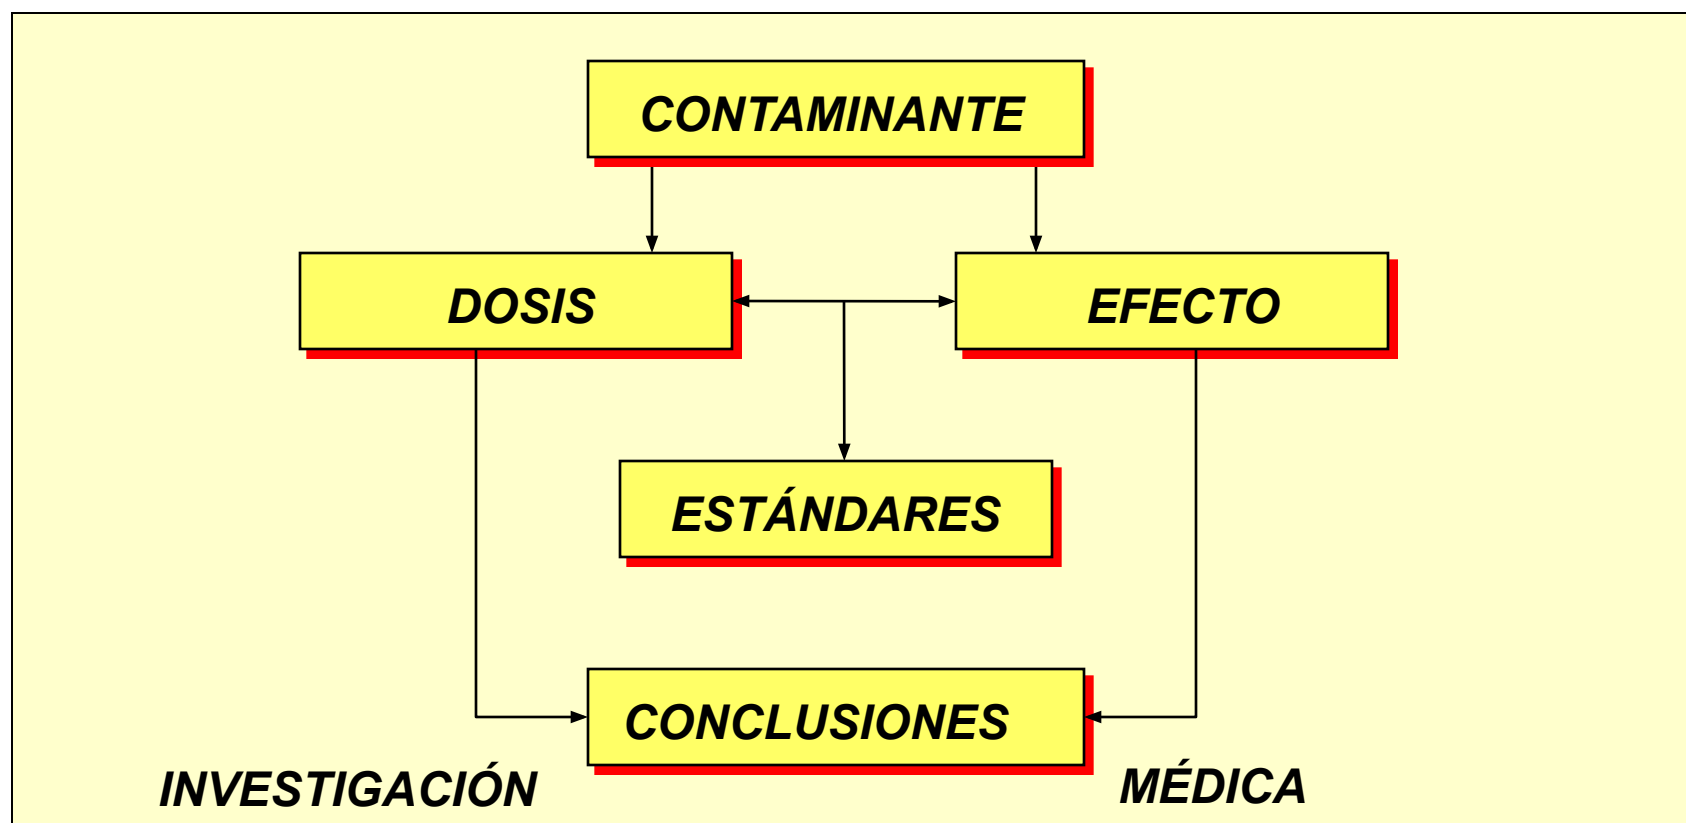 CONTAMINANTE
DOSIS
EFECTO
ESTÁNDARES
CONCLUSIONES
INVESTIGACIÓN
MÉDICA